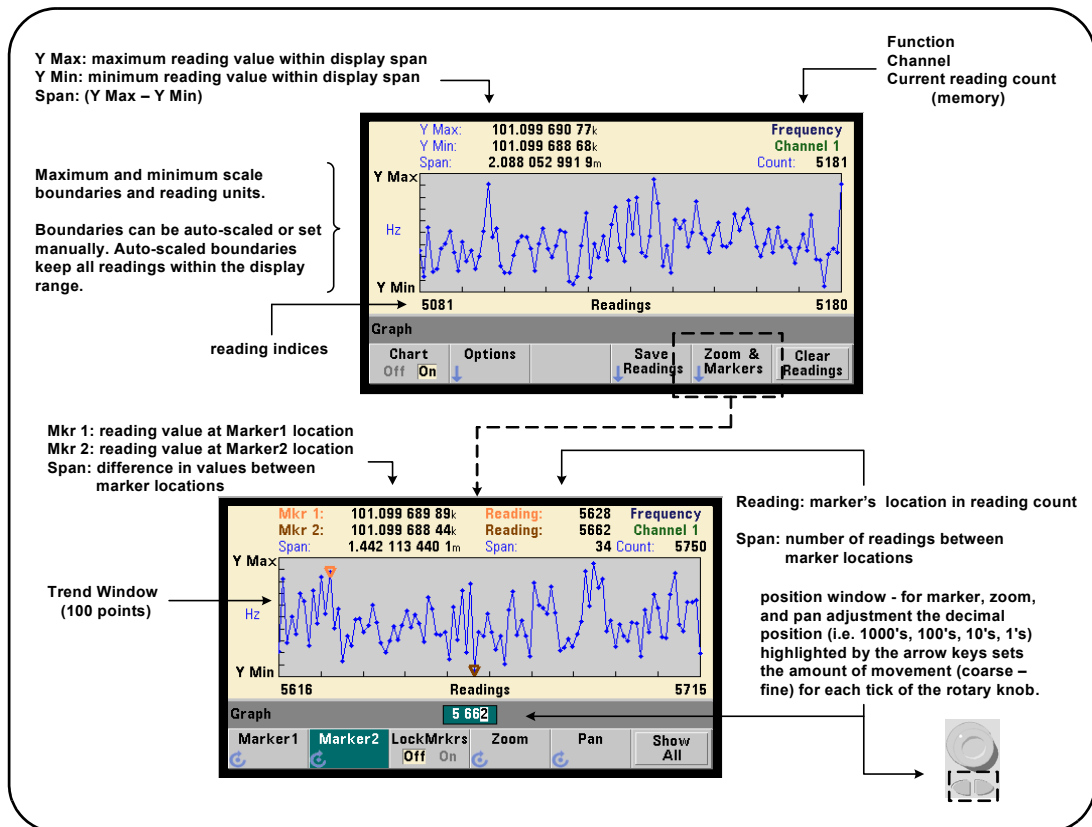 Y Max: maximum reading value within display span
Y Min: minimum reading value within display span
Span: (Y Max – Y Min)
Function
Channel
Current reading count
(memory)
Maximum and minimum scale
boundaries and reading units.
Boundaries can be auto-scaled or set
manually. Auto-scaled boundaries
keep all readings within the display
range.
reading indices
Y Max: 101.099 690 77k Frequency
Y Min: 101.099 688 68k Channel 1
Span: 2.088 052 991 9m Count: 5181
Y Max
Hz
Y Min
5081 Readings 5180
Graph
Chart Options Save Zoom & Clear
Off On Readings Markers Readings
Mkr 1: reading value at Marker1 location
Mkr 2: reading value at Marker2 location
Span: difference in values between
marker locations
Mkr 1: 101.099 689 89k Reading: 5628 Frequency
Mkr 2: 101.099 688 44k Reading: 5662 Channel 1
Span: 1.442 113 440 1m Span: 34 Count: 5750
Y Max
Hz
Y Min
5616 Readings 5715
Graph 5 662
Marker1 Marker2 LockMrkrs Zoom Pan Show
Off On All
Trend Window
(100 points)
Reading: marker's location in reading count
Span: number of readings between
marker locations
position window - for marker, zoom,
and pan adjustment the decimal
position (i.e. 1000's, 100's, 10's, 1's)
highlighted by the arrow keys sets
the amount of movement (coarse –
fine) for each tick of the rotary knob.